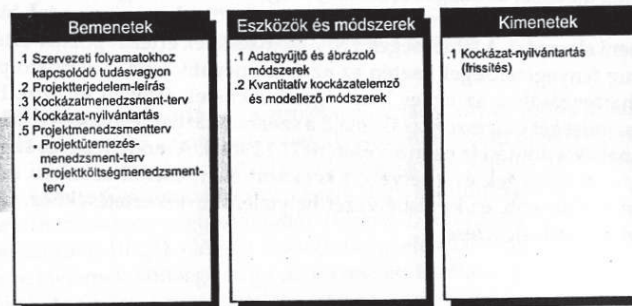 Bemenetek
.1 Szervezeti folyamatokhoz
kapcsolódó tudásvagyon
.2 Projektterjedelem-leírás
.3 Kockázatmenedzsment-terv
.4 Kockázat-nyilvántartás
.5 Projektmenedzsmentterv
• Projektütemezés-
menedzsment-terv
• Projektköltségmenedzsment-
terv
Eszközök és módszerek
.1 Adatgyűjtő és ábrázoló
módszerek
.2 Kvantitatív kockázatelemző
és modellező módszerek
Kimenetek
.1 Kockázat-nyilvántartás
(frissítés)